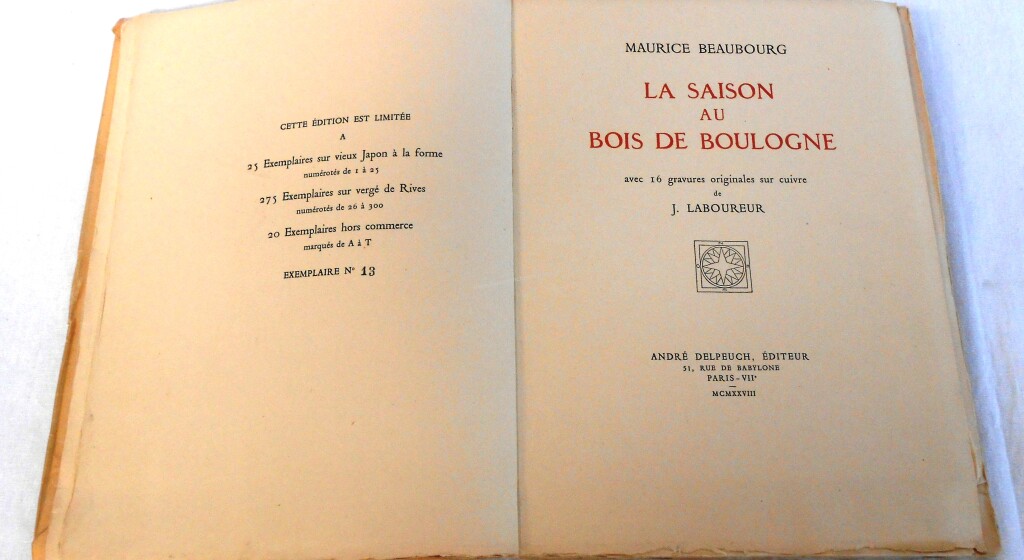 CETTE ÉDITION EST LIMITÉE
A
25 Exemplaires sur vieux Japon à la forme
numérotés de 1 à 25
275 Exemplaires sur vergé de Rives
numérotés de 26 à 300
20 Exemplaires hors commerce
marqués de A à T
EXEMPLAIRE N° 13
MAURICE BEAUBOURG
LA SAISON
AU
BOIS DE BOULOGNE
avec 16 gravures originales sur cuivre
de
J. LABOUREUR
ANDRÉ DELPEUCH, ÉDITEUR
51, RUE DE BABYLONE
PARIS-VIIe
MCMXXVIII